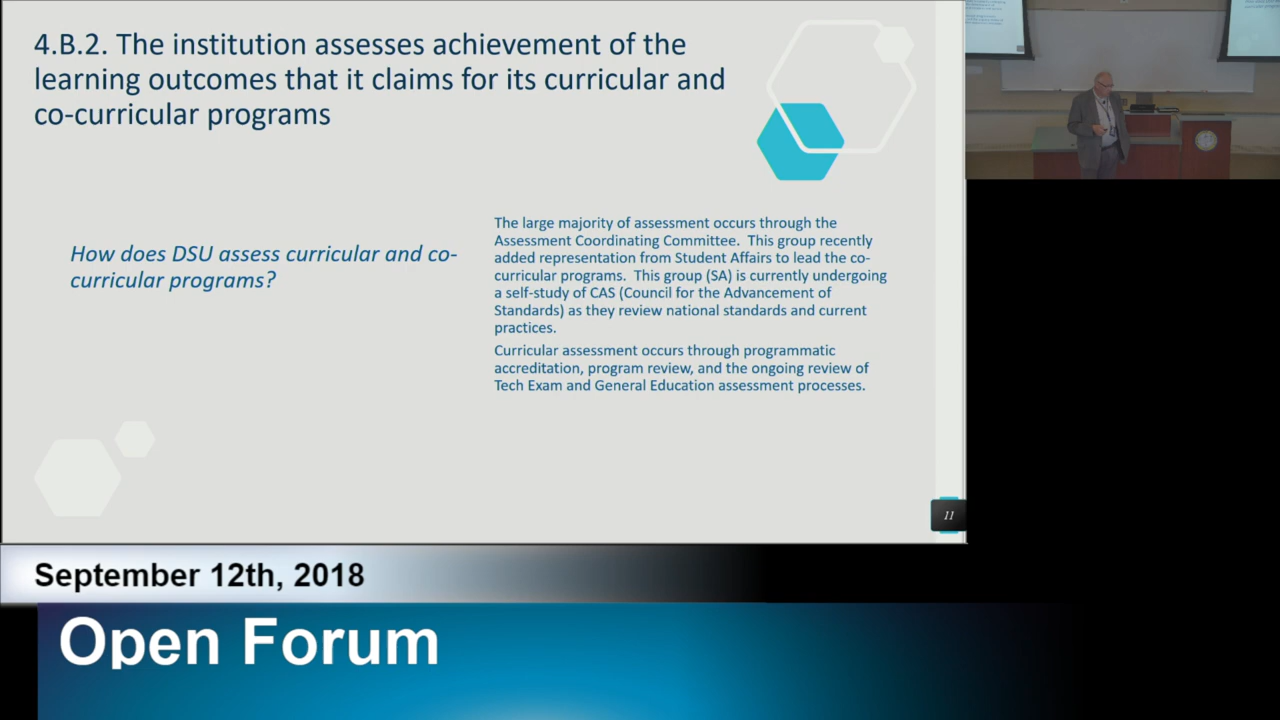 4.B.2. The institution assesses achievement of the
learning outcomes that it claims for its curricular and
co-curricular programs
How does DSU assess curricular and co-
curricular programs?
The large majority of assessment occurs through the
Assessment Coordinating Committee. This group recently
added representation from Student Affairs to lead the co-
curricular programs. This group (SA) is currently undergoing
a self-study of CAS (Council for the Advancement of
Standards) as they review national standards and current
practices.
Curricular assessment occurs through programmatic
accreditation, program review, and the ongoing review of
Tech Exam and General Education assessment processes.
11
September 12th, 2018
Open Forum